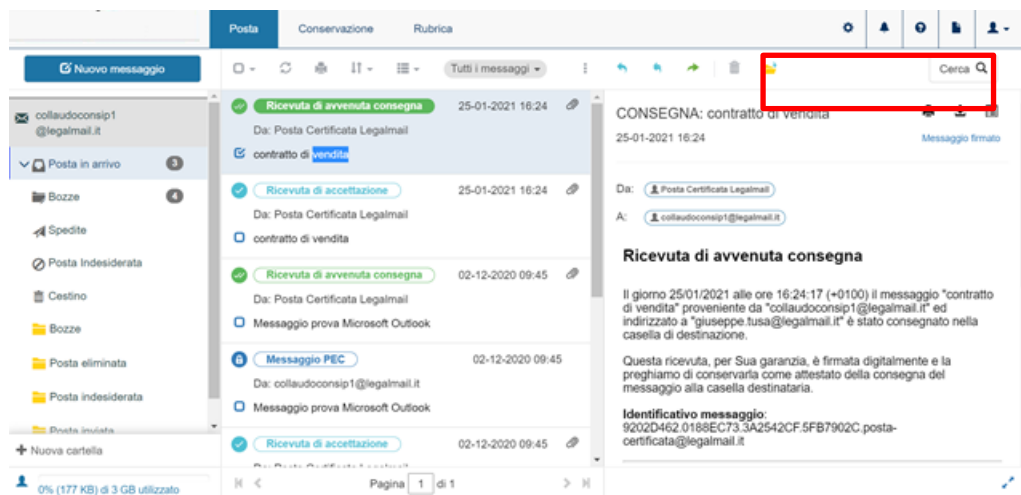 Posta
Conservazione
Rubrica
Nuovo messaggio
Tutti i messaggi
Cerca
collaudoconsip1
@legalmail.it
Posta in arrivo
3
Bozze
4
Spedite
Posta Indesiderata
Cestino
Bozze
Posta eliminata
Posta indesiderata
Posta inviata
Nuova cartella
0% (177 KB) di 3 GB utilizzato
Ricevuta di avvenuta consegna
25-01-2021 16:24
Da: Posta Certificata Legalmail
contratto di vendita
Ricevuta di accettazione
25-01-2021 16:24
Da: Posta Certificata Legalmail
contratto di vendita
Ricevuta di avvenuta consegna
02-12-2020 09:45
Da: Posta Certificata Legalmail
Messaggio prova Microsoft Outlook
Messaggio PEC
02-12-2020 09:45
Da: collaudoconsip1@legalmail.it
Messaggio prova Microsoft Outlook
Ricevuta di accettazione
02-12-2020 09:45
Da: Posta Certificata Legalmail
Pagina 1 di 1
CONSEGNA: contratto di vendita
25-01-2021 16:24
Messaggio firmato
Da: Posta Certificata Legalmail
A: collaudoconsip1@legalmail.it
Ricevuta di avvenuta consegna
Il giorno 25/01/2021 alle ore 16:24:17 (+0100) il messaggio "contratto
di vendita" proveniente da "collaudoconsip1@legalmail.it" ed
indirizzato a "giuseppe.tusa@legalmail.it" è stato consegnato nella
casella di destinazione.
Questa ricevuta, per Sua garanzia, è firmata digitalmente e la
preghiamo di conservarla come attestato della consegna del
messaggio alla casella destinataria.
Identificativo messaggio:
9202D462.0188EC73.3A2542CF.5FB7902C.posta-
certificata@legalmail.it